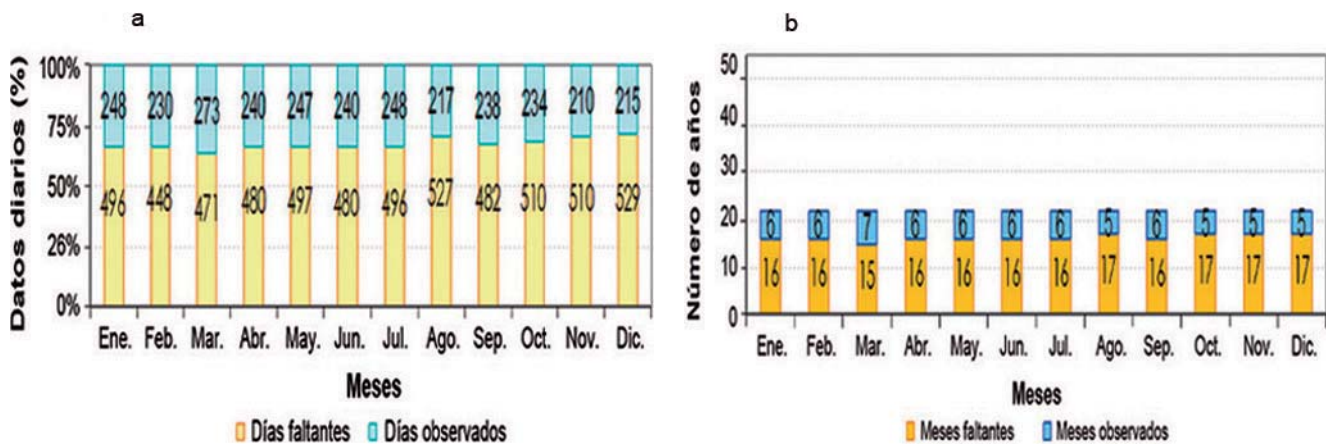 a
Datos diarios (%)
100%
75%
50%
26%
0%
248 230 273 240 247 240 248 217 238 234 210 215
496 448 471 480 497 480 496 527 482 510 510 529
Ene. Feb. Mar. Abr. May. Jun. Jul. Ago. Sep. Oct. Nov. Dic.
Meses
Días faltantes Días observados
b
Número de años
50
40
30
20
10
0
6 6 7 6 6 6 6 5 6 5 5 5
16 16 15 16 16 16 16 17 16 17 17 17
Ene. Feb. Mar. Abr. May. Jun. Jul. Ago. Sep. Oct. Nov. Dic.
Meses
Meses faltantes Meses observados